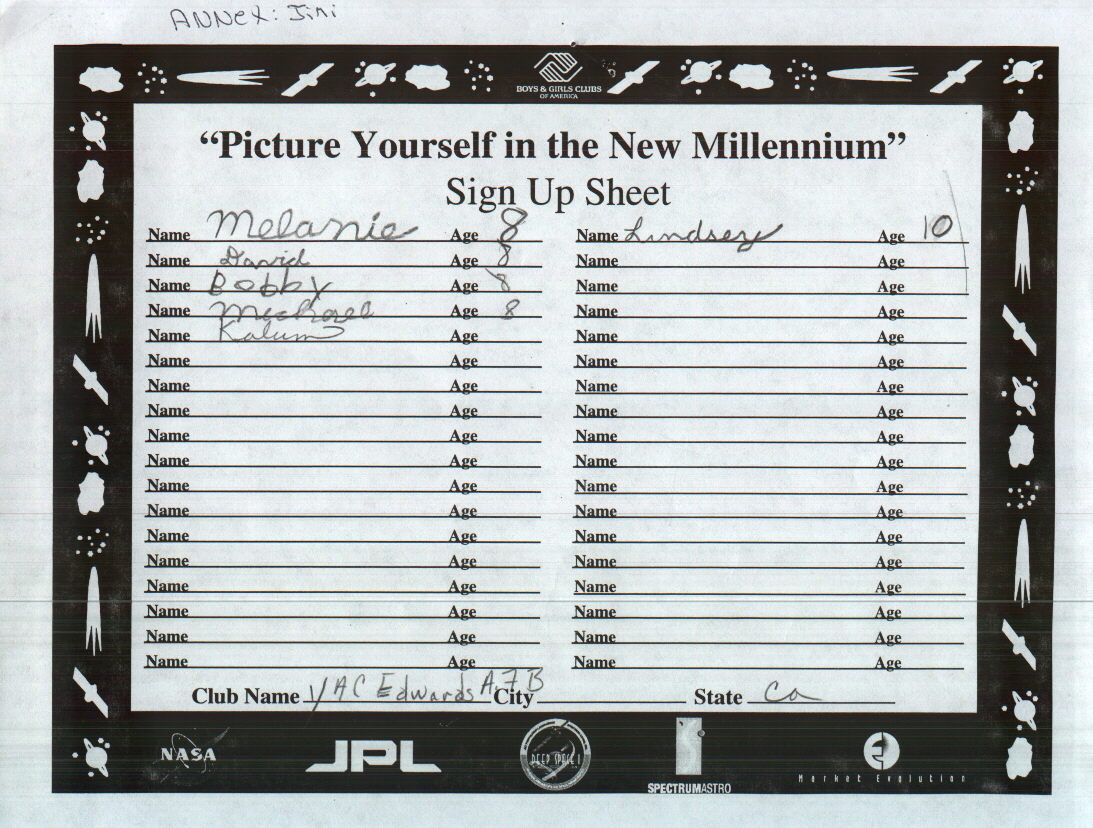 ANNEX: Jimi
BOYS & GIRLS CLUBS
OF AMERICA
“Picture Yourself in the New Millennium”
Sign Up Sheet
Name Melanie Age 8 Name Lindsey Age 10
Name David Age 8 Name Age
Name Bobby Age 8 Name Age
Name Michael Age 8 Name Age
Name Kalum Age Name Age
Name Age Name Age
Name Age Name Age
Name Age Name Age
Name Age Name Age
Name Age Name Age
Name Age Name Age
Name Age Name Age
Name Age Name Age
Name Age Name Age
Name Age Name Age
Name Age Name Age
Name Age Name Age
Name Age Name Age
Club Name YAC Edwards AFB City State Ca
NASA JPL DEEP SPACE 1 SPECTRUMASTRO Market Evolution